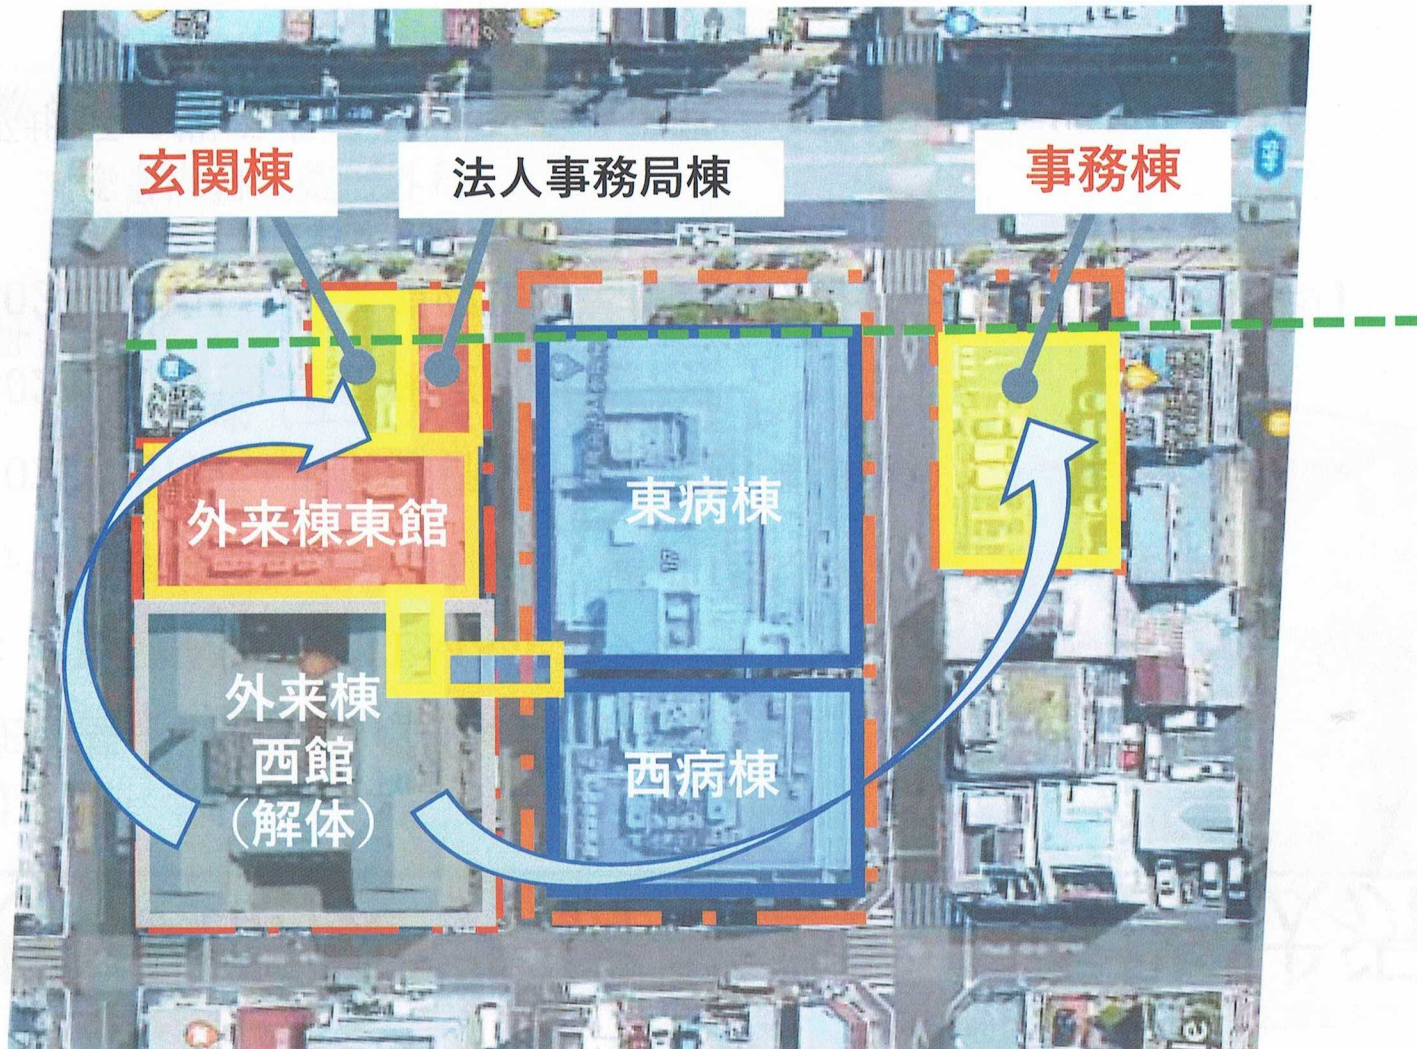 玄関棟
法人事務局棟
事務棟
外来棟東館
東病棟
外来棟
西館
（解体）
西病棟